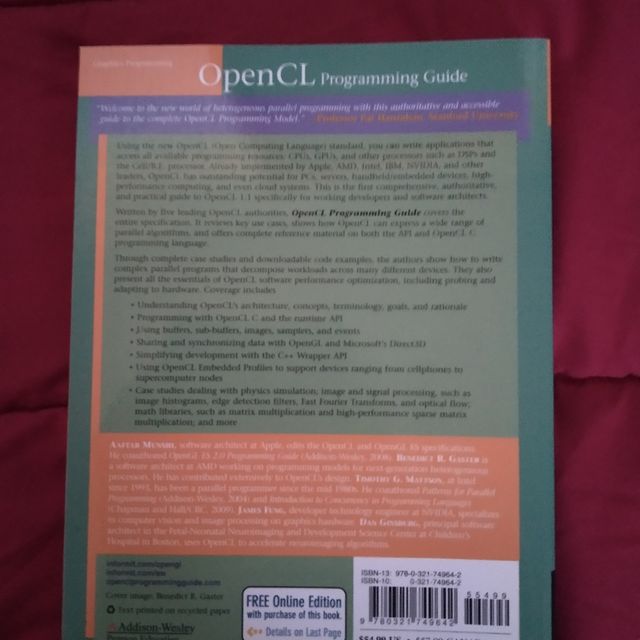 Graphics Programming
OpenCL Programming Guide
"Welcome to the new world of heterogeneous parallel programming with this authoritative and accessible
guide to the complete OpenCL Programming Model." —Professor Pat Hanrahan, Stanford University
Using the new OpenCL (Open Computing Language) standard, you can write applications that
access all available programming resources: CPUs, GPUs, and other processors such as DSPs and
the Cell/B.E. processor. Already implemented by Apple, AMD, Intel, IBM, NVIDIA, and other
leaders, OpenCL has outstanding potential for PCs, servers, handheld/embedded devices, high-
performance computing, and even cloud systems. This is the first comprehensive, authoritative,
and practical guide to OpenCL 1.1 specifically for working developers and software architects.
Written by five leading OpenCL authorities, OpenCL Programming Guide covers the
entire specification. It reviews key use cases, shows how OpenCL can express a wide range of
parallel algorithms, and offers complete reference material on both the API and OpenCL C
programming language.
Through complete case studies and downloadable code examples, the authors show how to write
complex parallel programs that decompose workloads across many different devices. They also
present all the essentials of OpenCL software performance optimization, including probing and
adapting to hardware. Coverage includes
• Understanding OpenCL's architecture, concepts, terminology, goals, and rationale
• Programming with OpenCL C and the runtime API
• Using buffers, sub-buffers, images, samplers, and events
• Sharing and synchronizing data with OpenGL and Microsoft's Direct3D
• Simplifying development with the C++ Wrapper API
• Using OpenCL Embedded Profiles to support devices ranging from cellphones to
supercomputer nodes
• Case studies dealing with physics simulation; image and signal processing, such as
image histograms, edge detection filters, Fast Fourier Transforms, and optical flow;
math libraries, such as matrix multiplication and high-performance sparse matrix
multiplication; and more
AAFTAB MUNSHI, software architect at Apple, edits the OpenCL and OpenGL ES specifications.
He coauthored OpenGL ES 2.0 Programming Guide (Addison-Wesley, 2008). BENEDICT R. GASTER is
a software architect at AMD working on programming models for next-generation heterogeneous
processors. He has contributed extensively to OpenCL's design. TIMOTHY G. MATTSON, at Intel
since 1993, has been a parallel programmer since the mid-1980s. He coauthored Patterns for Parallel
Programming (Addison-Wesley, 2004) and Introduction to Concurrency in Programming Languages
(Chapman and Hall/CRC, 2009). JAMES FUNG, developer technology engineer at NVIDIA, specializes
in computer vision and image processing on graphics hardware. DAN GINSBURG, principal software
architect in the Fetal-Neonatal Neuroimaging and Development Science Center at Children's
Hospital in Boston, uses OpenCL to accelerate neuroimaging algorithms.
informit.com/opengl
informit.com/aw
openclprogrammingguide.com
Cover image: Benedict R. Gaster
Text printed on recycled paper
Addison-Wesley
Pearson Education
FREE Online Edition
with purchase of this book.
Details on Last Page
ISBN-13: 978-0-321-74964-2
ISBN-10: 0-321-74964-2
55499
9 780321 749642
$54.99 US